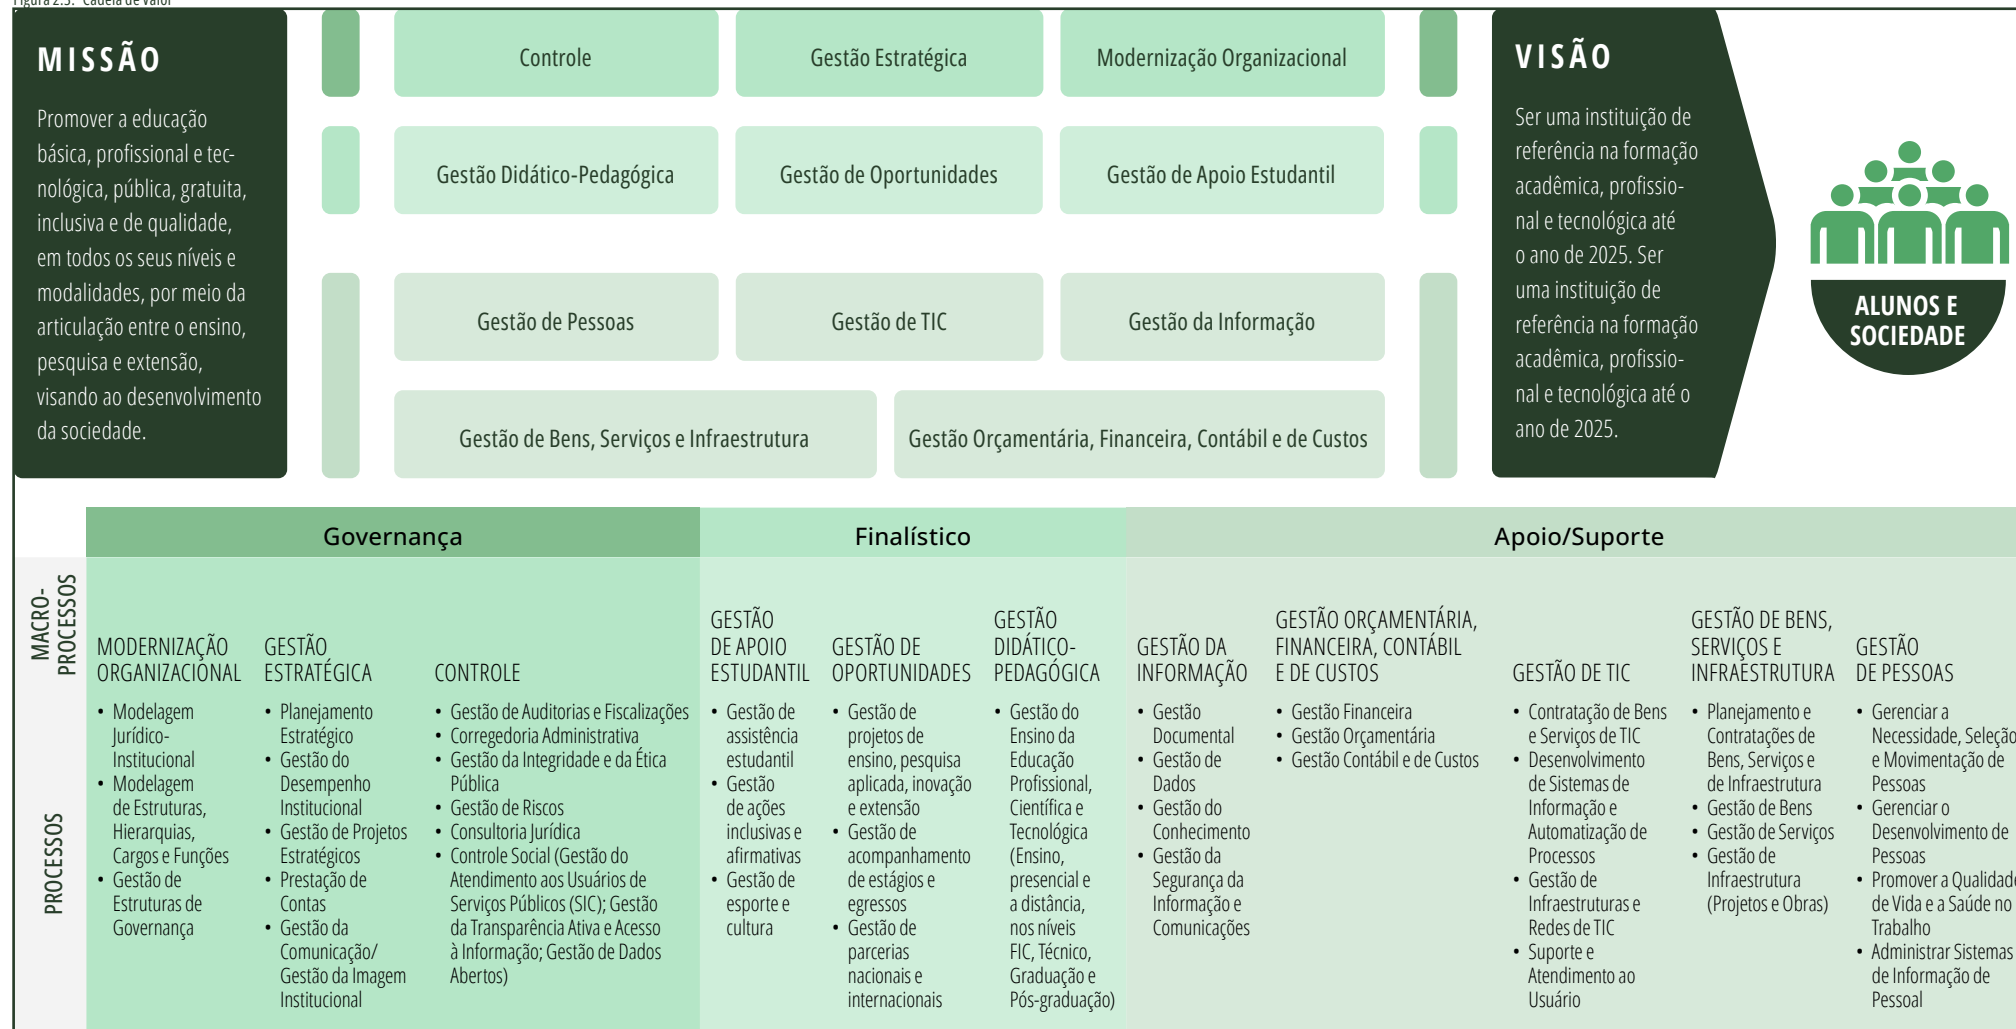 Figura 2.3. Cadeia de Valor
MISSÃO
Promover a educação
básica, profissional e tec-
nológica, pública, gratuita,
inclusiva e de qualidade,
em todos os seus níveis e
modalidades, por meio da
articulação entre o ensino,
pesquisa e extensão,
visando ao desenvolvimento
da sociedade.
Controle
Gestão Estratégica
Modernização Organizacional
Gestão Didático-Pedagógica
Gestão de Oportunidades
Gestão de Apoio Estudantil
Gestão de Pessoas
Gestão de TIC
Gestão da Informação
Gestão de Bens, Serviços e Infraestrutura
Gestão Orçamentária, Financeira, Contábil e de Custos
VISÃO
Ser uma instituição de
referência na formação
acadêmica, profissio-
nal e tecnológica até
o ano de 2025. Ser
uma instituição de
referência na formação
acadêmica, profissio-
nal e tecnológica até o
ano de 2025.
ALUNOS E
SOCIEDADE
Governança
Finalístico
Apoio/Suporte
MACRO-
PROCESSOS
PROCESSOS
MODERNIZAÇÃO
ORGANIZACIONAL
• Modelagem
Jurídico-
Institucional
• Modelagem
de Estruturas,
Hierarquias,
Cargos e Funções
• Gestão de
Estruturas de
Governança
GESTÃO
ESTRATÉGICA
• Planejamento
Estratégico
• Gestão do
Desempenho
Institucional
• Gestão de Projetos
Estratégicos
• Prestação de
Contas
• Gestão da
Comunicação/
Gestão da Imagem
Institucional
CONTROLE
• Gestão de Auditorias e Fiscalizações
• Corregedoria Administrativa
• Gestão da Integridade e da Ética
Pública
• Gestão de Riscos
• Consultoria Jurídica
• Controle Social (Gestão do
Atendimento aos Usuários de
Serviços Públicos (SIC); Gestão
da Transparência Ativa e Acesso
à Informação; Gestão de Dados
Abertos)
GESTÃO
DE APOIO
ESTUDANTIL
• Gestão de
assistência
estudantil
• Gestão
de ações
inclusivas e
afirmativas
• Gestão de
esporte e
cultura
GESTÃO DE
OPORTUNIDADES
• Gestão de
projetos de
ensino, pesquisa
aplicada, inovação
e extensão
• Gestão de
acompanhamento
de estágios e
egressos
• Gestão de
parcerias
nacionais e
internacionais
GESTÃO
DIDÁTICO-
PEDAGÓGICA
• Gestão do
Ensino da
Educação
Profissional,
Científica e
Tecnológica
(Ensino,
presencial e
a distância,
nos níveis
FIC, Técnico,
Graduação e
Pós-graduação)
GESTÃO DA
INFORMAÇÃO
• Gestão
Documental
• Gestão de
Dados
• Gestão do
Conhecimento
• Gestão da
Segurança da
Informação e
Comunicações
GESTÃO ORÇAMENTÁRIA,
FINANCEIRA, CONTÁBIL
E DE CUSTOS
• Gestão Financeira
• Gestão Orçamentária
• Gestão Contábil e de Custos
GESTÃO DE TIC
• Contratação de Bens
e Serviços de TIC
• Desenvolvimento
de Sistemas de
Informação e
Automatização de
Processos
• Gestão de
Infraestruturas e
Redes de TIC
• Suporte e
Atendimento ao
Usuário
GESTÃO DE BENS,
SERVIÇOS E
INFRAESTRUTURA
• Planejamento e
Contratações de
Bens, Serviços e
de Infraestrutura
• Gestão de Bens
• Gestão de Serviços
• Gestão de
Infraestrutura
(Projetos e Obras)
GESTÃO
DE PESSOAS
• Gerenciar a
Necessidade, Seleção
e Movimentação de
Pessoas
• Gerenciar o
Desenvolvimento de
Pessoas
• Promover a Qualidade
de Vida e a Saúde no
Trabalho
• Administrar Sistemas
de Informação de
Pessoal